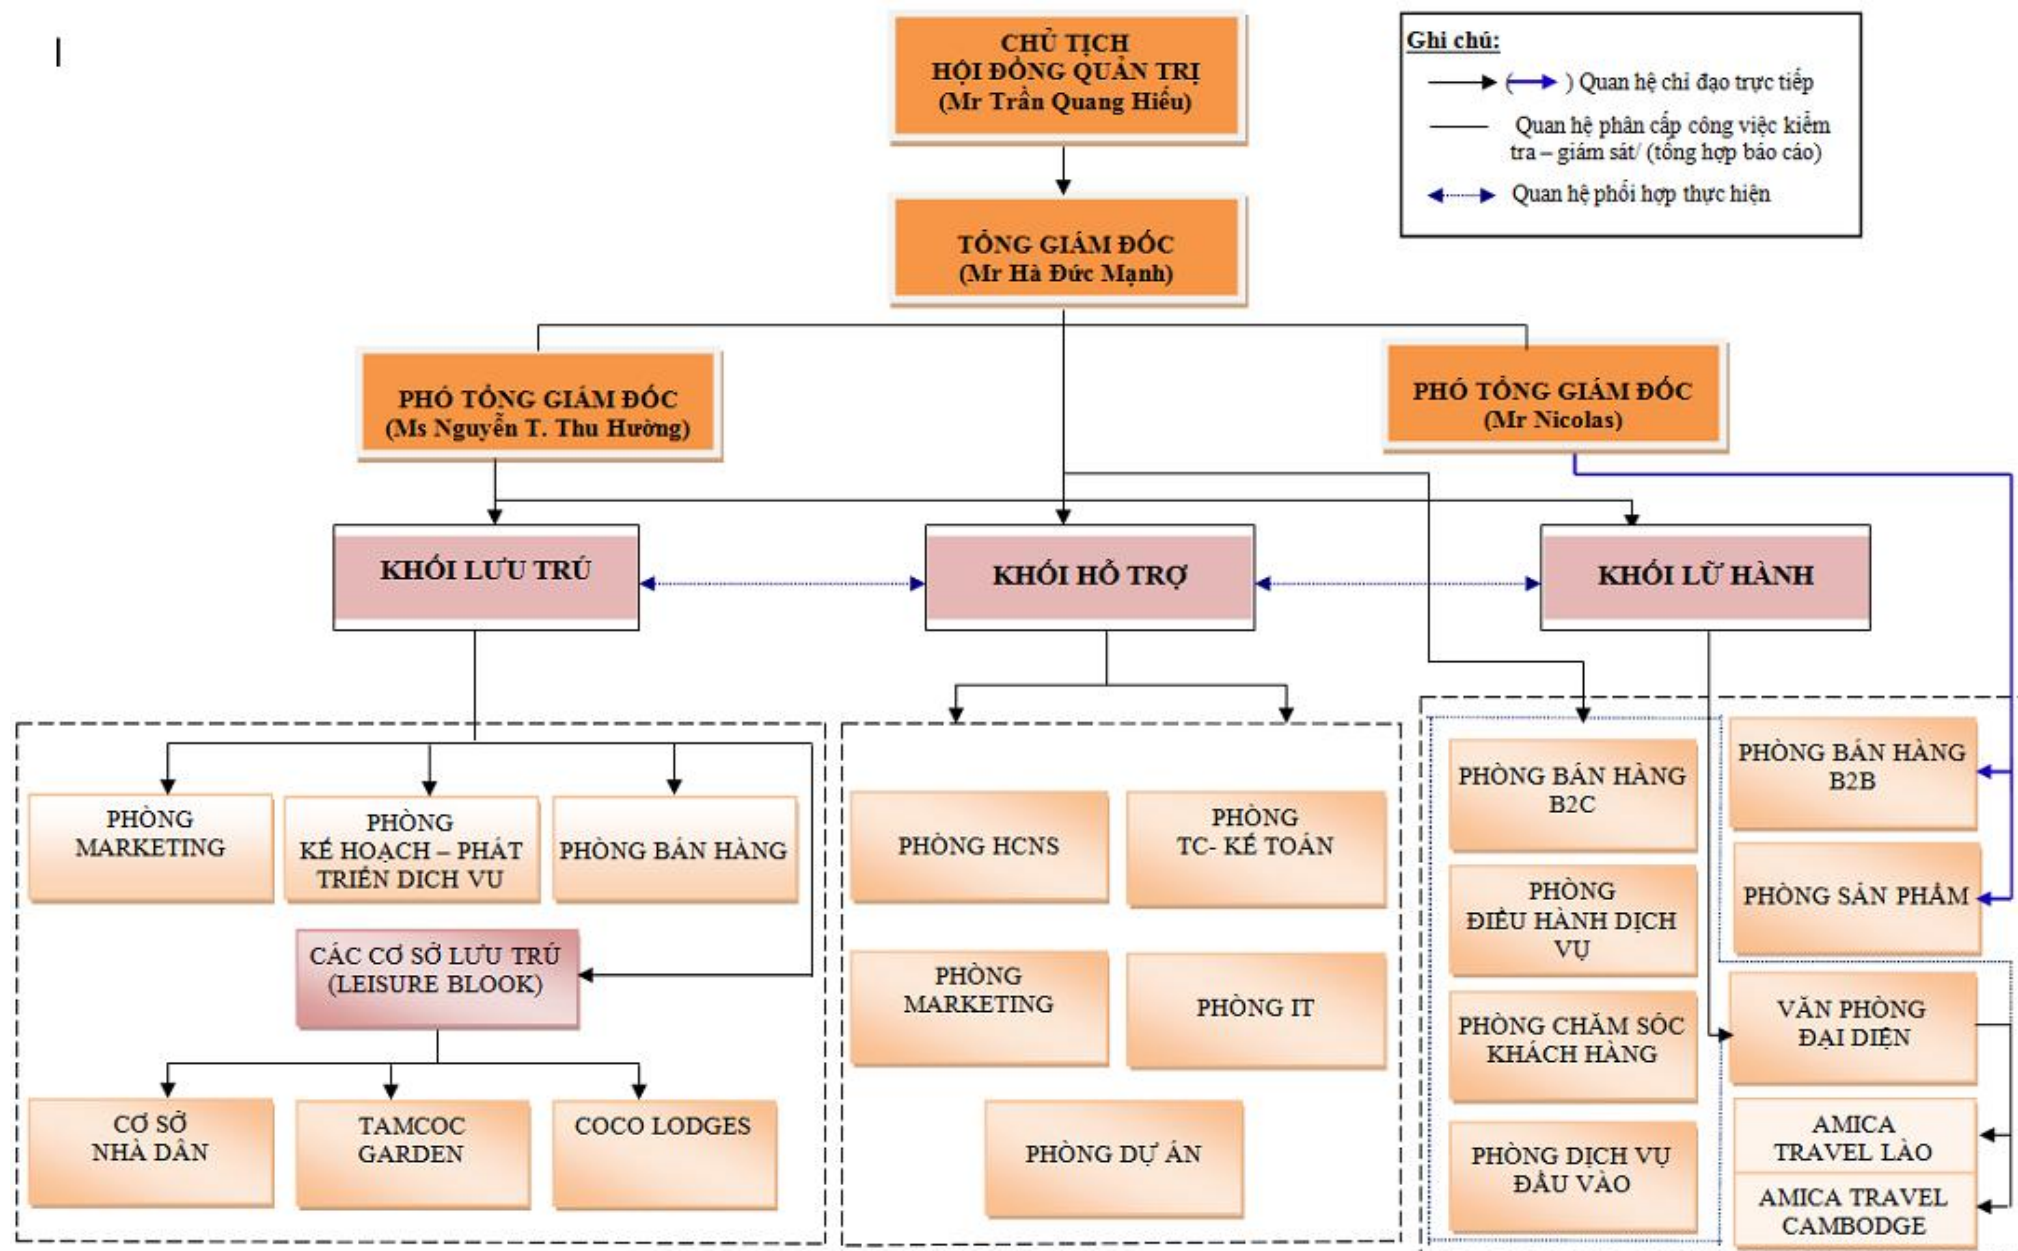 CHỦ TỊCH
HỘI ĐỒNG QUẢN TRỊ
(Mr Trần Quang Hiếu)
Ghi chú:
( ) Quan hệ chỉ đạo trực tiếp
Quan hệ phân cấp công việc kiểm
tra – giám sát/ (tổng hợp báo cáo)
Quan hệ phối hợp thực hiện
TỔNG GIÁM ĐỐC
(Mr Hà Đức Mạnh)
PHÓ TỔNG GIÁM ĐỐC
(Ms Nguyễn T. Thu Hường)
PHÓ TỔNG GIÁM ĐỐC
(Mr Nicolas)
KHỐI LƯU TRÚ
KHỐI HỖ TRỢ
KHỐI LỮ HÀNH
PHÒNG
MARKETING
PHÒNG
KẾ HOẠCH – PHÁT
TRIỂN DICH VU
PHÒNG BÁN HÀNG
CÁC CƠ SỞ LƯU TRÚ
(LEISURE BLOOK)
CƠ SỞ
NHÀ DÂN
TAMCOC
GARDEN
COCO LODGES
PHÒNG HCNS
PHÒNG
TC- KẾ TOÁN
PHÒNG
MARKETING
PHÒNG IT
PHÒNG DỰ ÁN
PHÒNG BÁN HÀNG
B2C
PHÒNG
ĐIỀU HÀNH DỊCH
VỤ
PHÒNG CHĂM SÓC
KHÁCH HÀNG
PHÒNG DỊCH VỤ
ĐẦU VÀO
PHÒNG BÁN HÀNG
B2B
PHÒNG SẢN PHẨM
VĂN PHÒNG
ĐẠI DIỆN
AMICA
TRAVEL LÀO
AMICA TRAVEL
CAMBODGE